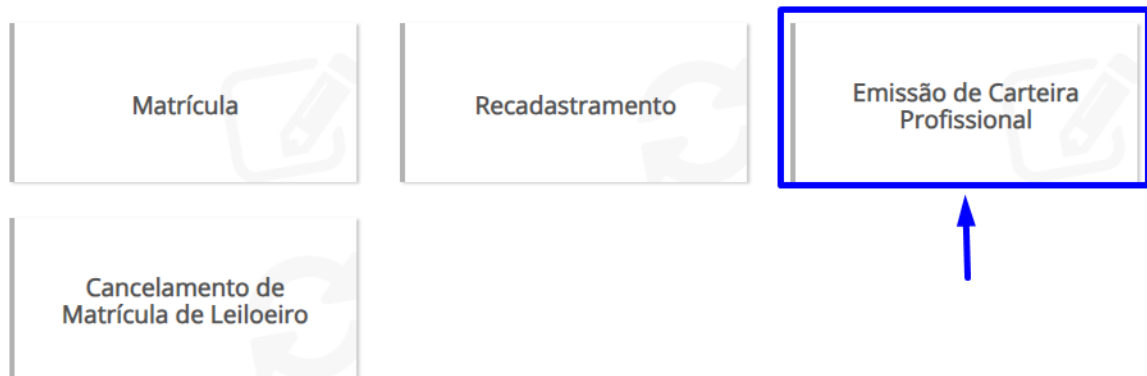 Matrícula
Recadastramento
Emissão de Carteira
Profissional
Cancelamento de
Matrícula de Leiloeiro